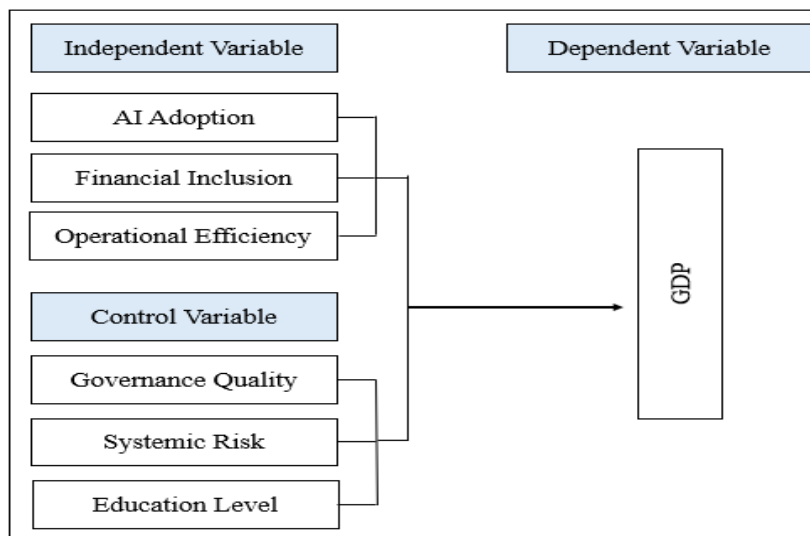 Independent Variable
Dependent Variable
AI Adoption
Financial Inclusion
Operational Efficiency
GDP
Control Variable
Governance Quality
Systemic Risk
Education Level